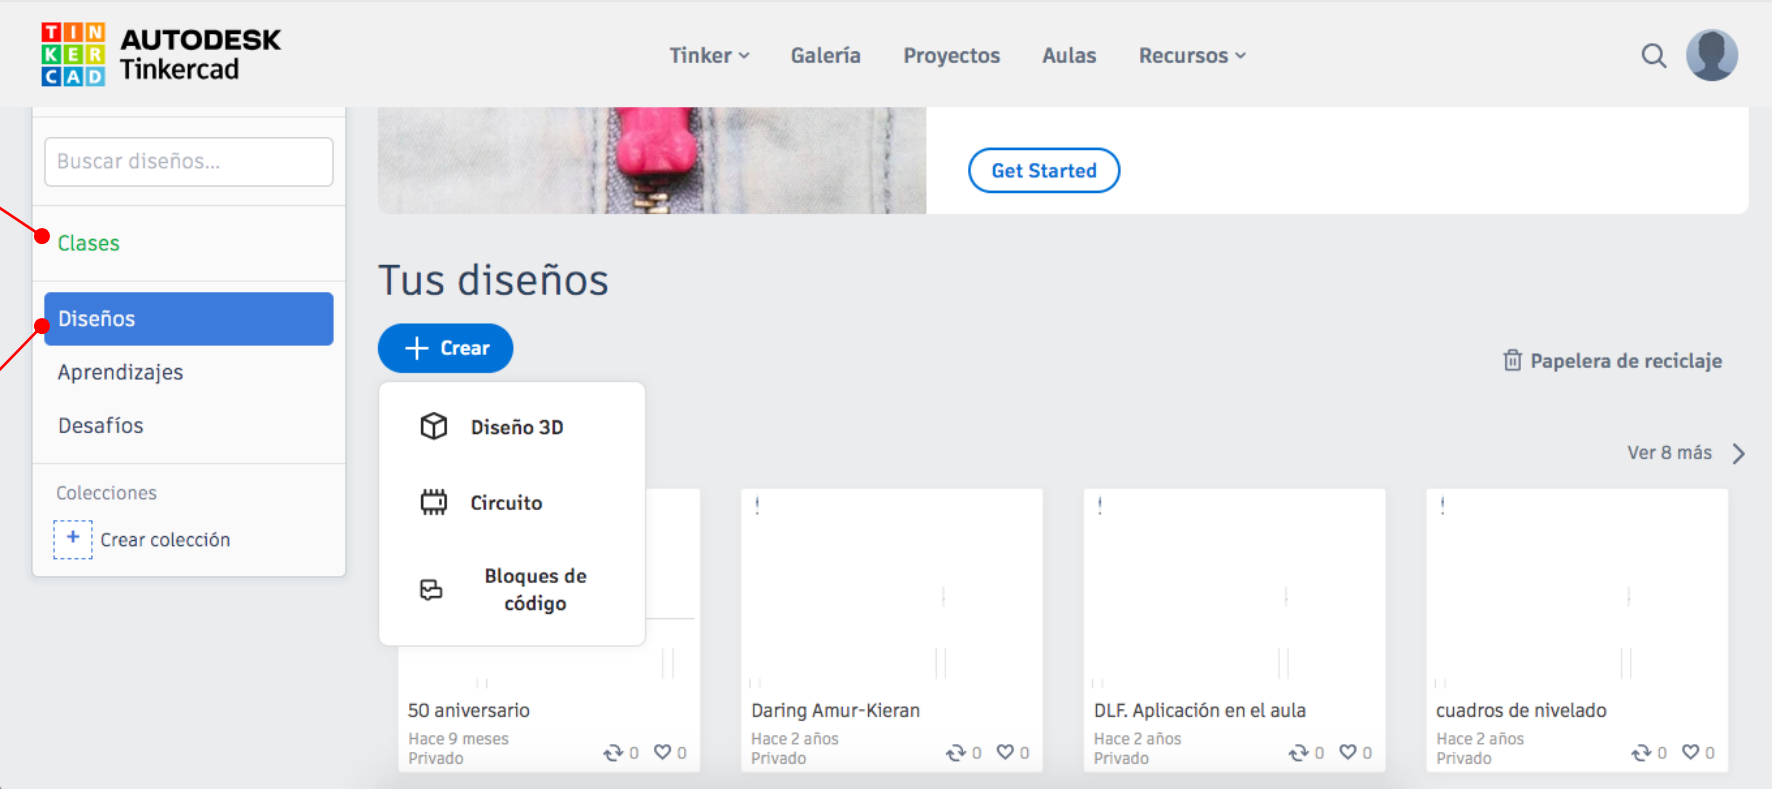 TIN
KER
CAD
AUTODESK
Tinkercad
Tinker
Galería
Proyectos
Aulas
Recursos
Buscar diseños...
Clases
Diseños
Aprendizajes
Desafíos
Colecciones
+ Crear colección
Get Started
Tus diseños
+ Crear
Papelera de reciclaje
Diseño 3D
Circuito
Bloques de
código
Ver 8 más
50 aniversario
Hace 9 meses
Privado
0 0
Daring Amur-Kieran
Hace 2 años
Privado
0 0
DLF. Aplicación en el aula
Hace 2 años
Privado
0 0
cuadros de nivelado
Hace 2 años
Privado
0 0